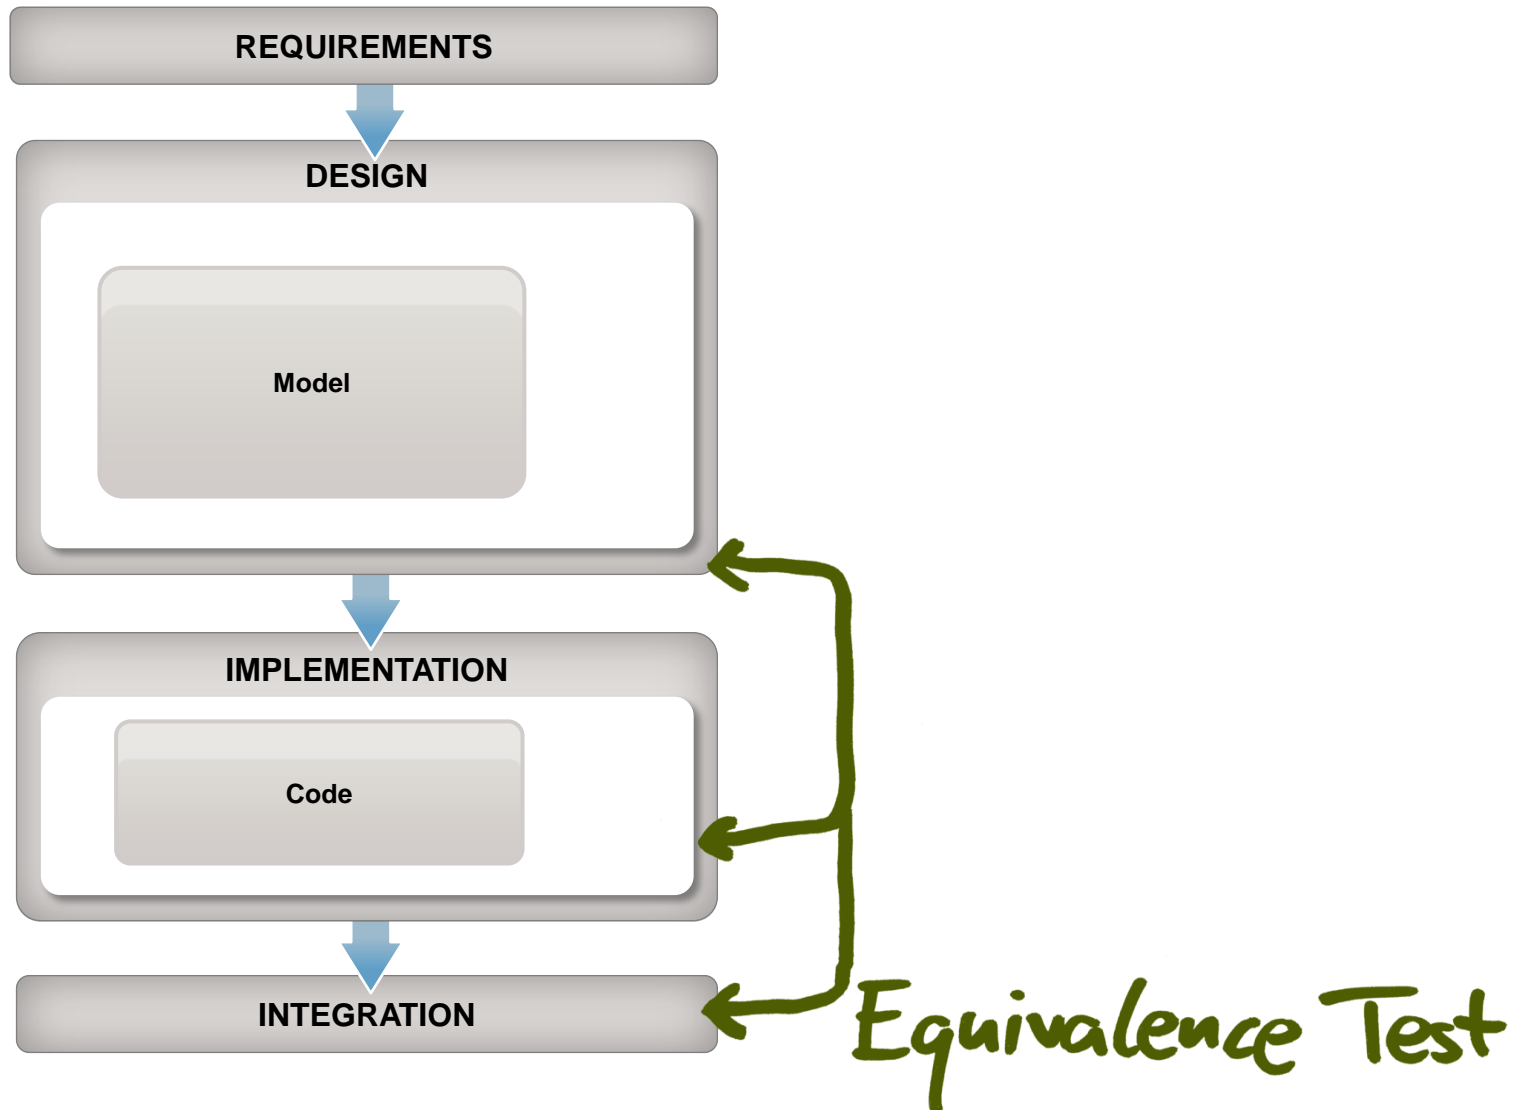 REQUIREMENTS
DESIGN
Model
IMPLEMENTATION
Code
INTEGRATION
Equivalence Test